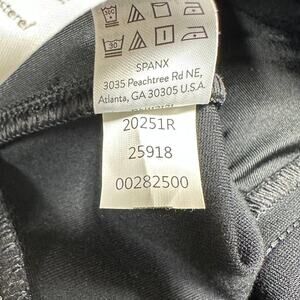 SPANX
3035 Peachtree Rd NE,
Atlanta, GA 30305 U.S.A.
20251R
25918
00282500